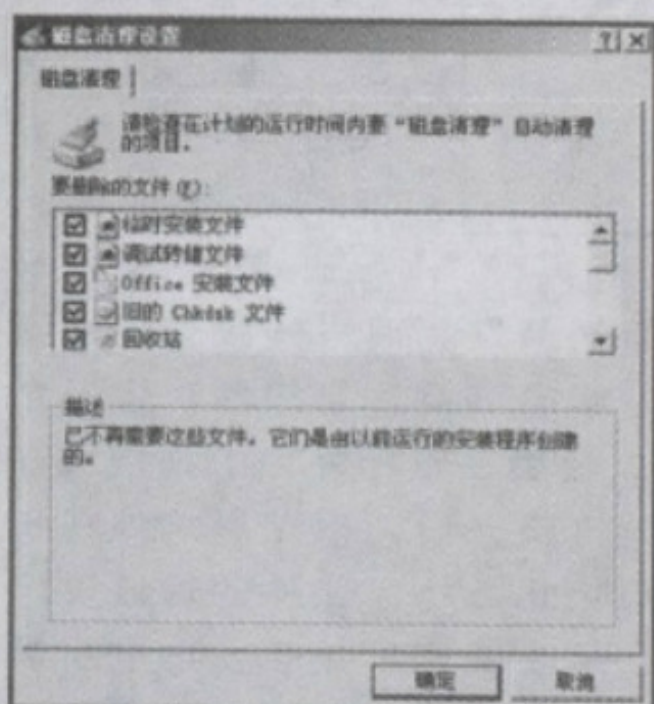 磁盘清理设置
磁盘清理
请检查在计划的运行时间内要“磁盘清理”自动清理
的项目。
要删除的文件(F):
临时安装文件
调试转储文件
Office 安装文件
旧的 Chkdsk 文件
回收站
描述
已不再需要这些文件。它们是由以前运行的安装程序创建
的。
确定
取消